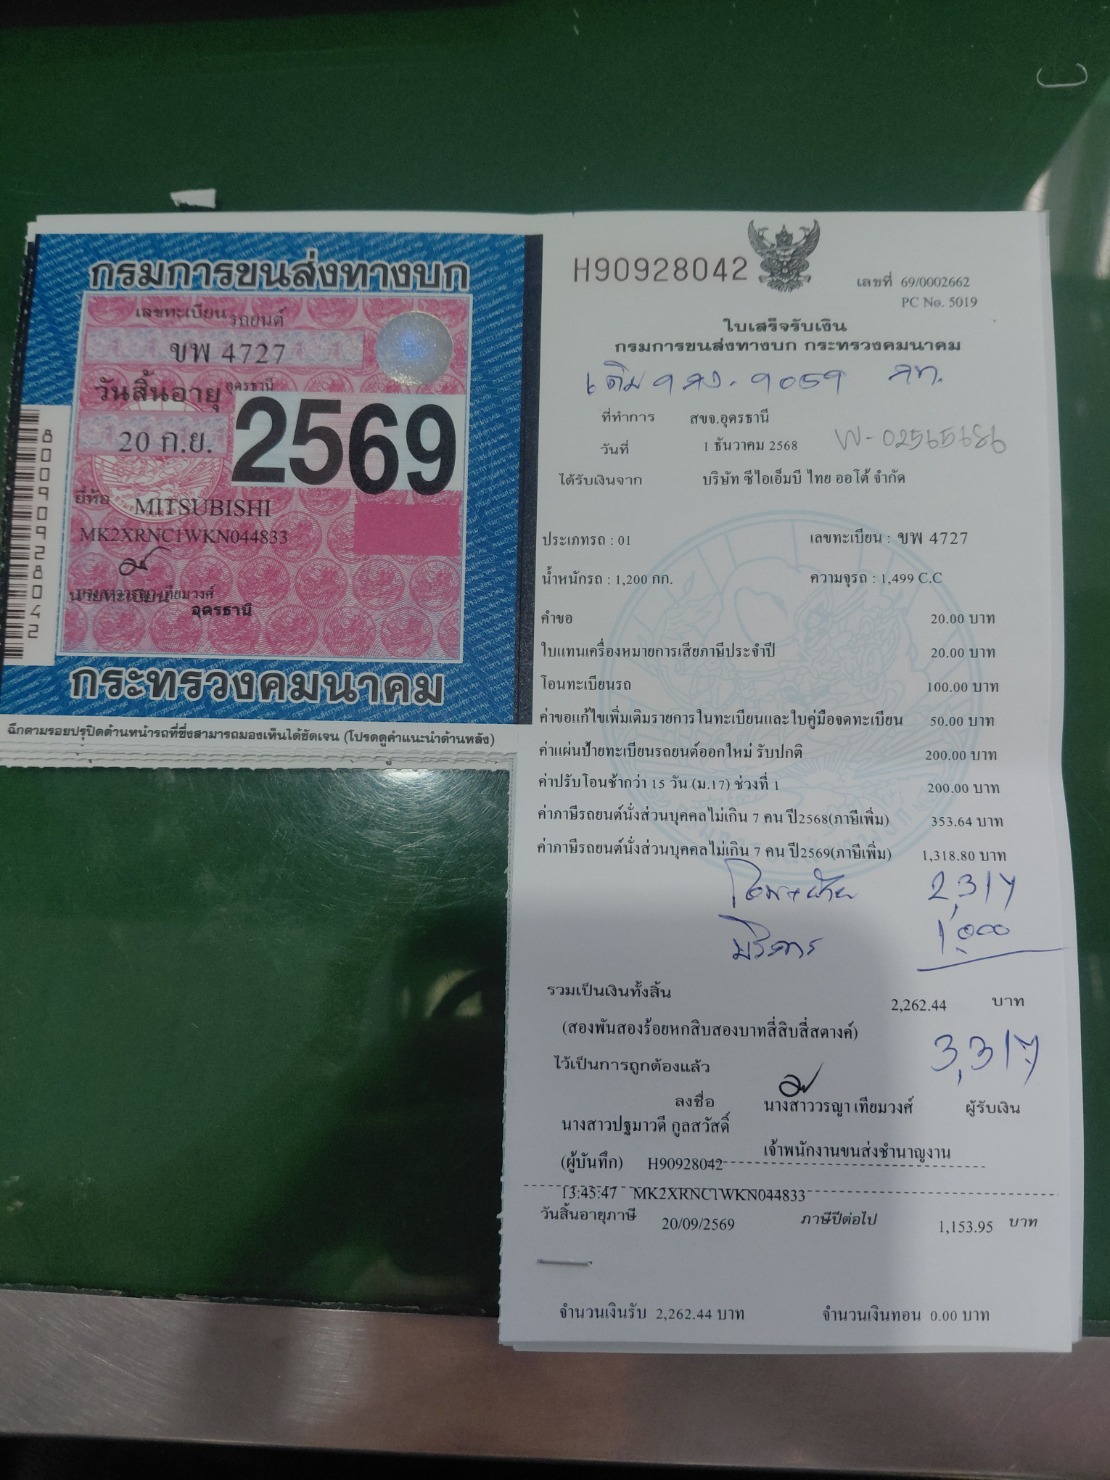 กรมการขนส่งทางบก
เลขทะเบียน รถยนต์
ขพ 4727
อุดรธานี
วันสิ้นอายุ
20 ก.ย. 2569
ยี่ห้อ MITSUBISHI
MK2XRNC1WKN044833
นายทะเบียน
อุดรธานี
80090928042
กระทรวงคมนาคม
ฉีกตามรอยปรุปิดด้านหน้ารถที่ซึ่งสามารถมองเห็นได้ชัดเจน (โปรดดูคำแนะนำด้านหลัง)
H90928042
เลขที่ 69/0002662
PC No. 5019
ใบเสร็จรับเงิน
กรมการขนส่งทางบก กระทรวงคมนาคม
เดิม 9059
ที่ทำการ สขจ.อุดรธานี
วันที่ 1 ธันวาคม 2568 W-02565686
ได้รับเงินจาก บริษัท ซีไอเอ็มบี ไทย ออโต้ จำกัด
ประเภทรถ : 01 เลขทะเบียน : ขพ 4727
น้ำหนักรถ : 1,200 กก. ความจุรถ : 1,499 C.C
คำขอ 20.00 บาท
ใบแทนเครื่องหมายการเสียภาษีประจำปี 20.00 บาท
โอนทะเบียนรถ 100.00 บาท
ค่าขอแก้ไขเพิ่มเติมรายการในทะเบียนและใบคู่มือจดทะเบียน 50.00 บาท
ค่าแผ่นป้ายทะเบียนรถยนต์ออกใหม่ รับปกติ 200.00 บาท
ค่าปรับโอนช้ากว่า 15 วัน (ม.17) ช่วงที่ 1 200.00 บาท
ค่าภาษีรถยนต์นั่งส่วนบุคคลไม่เกิน 7 คน ปี2568(ภาษีเพิ่ม) 353.64 บาท
ค่าภาษีรถยนต์นั่งส่วนบุคคลไม่เกิน 7 คน ปี2569(ภาษีเพิ่ม) 1,318.80 บาท
2,317
บริการ 1,000
รวมเป็นเงินทั้งสิ้น 2,262.44 บาท
(สองพันสองร้อยหกสิบสองบาทสี่สิบสี่สตางค์)
3,317
ไว้เป็นการถูกต้องแล้ว
ลงชื่อ นางสาววรญา เทียมวงศ์ ผู้รับเงิน
นางสาวปฐมาวดี กูลสวัสดิ์
เจ้าพนักงานขนส่งชำนาญงาน
(ผู้บันทึก) H90928042
13:45:47 MK2XRNC1WKN044833
วันสิ้นอายุภาษี 20/09/2569 ภาษีปีต่อไป 1,153.95 บาท
จำนวนเงินรับ 2,262.44 บาท จำนวนเงินทอน 0.00 บาท